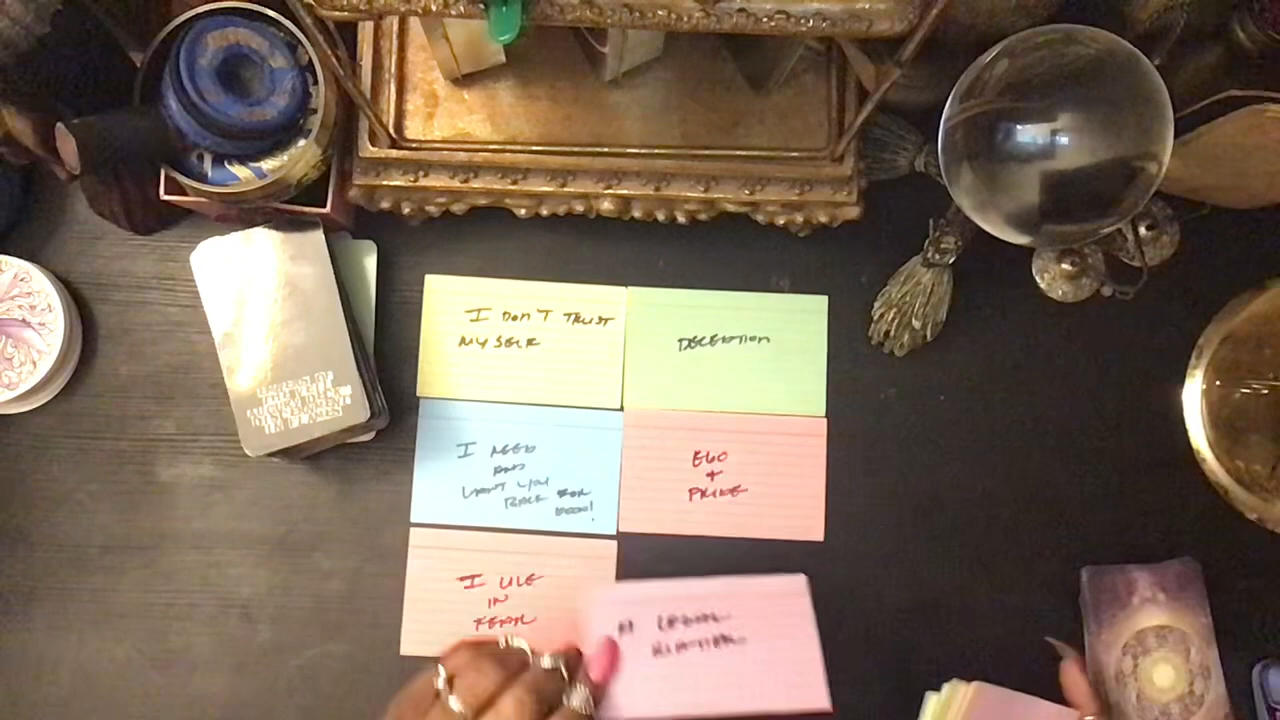 I DON'T TRUST
MYSELF
DECEPTION
I NEED
AND
WANT YOU
BACK FOR
GOOD!
EGO
+
PRIDE
I LIVE
IN
FEAR
A